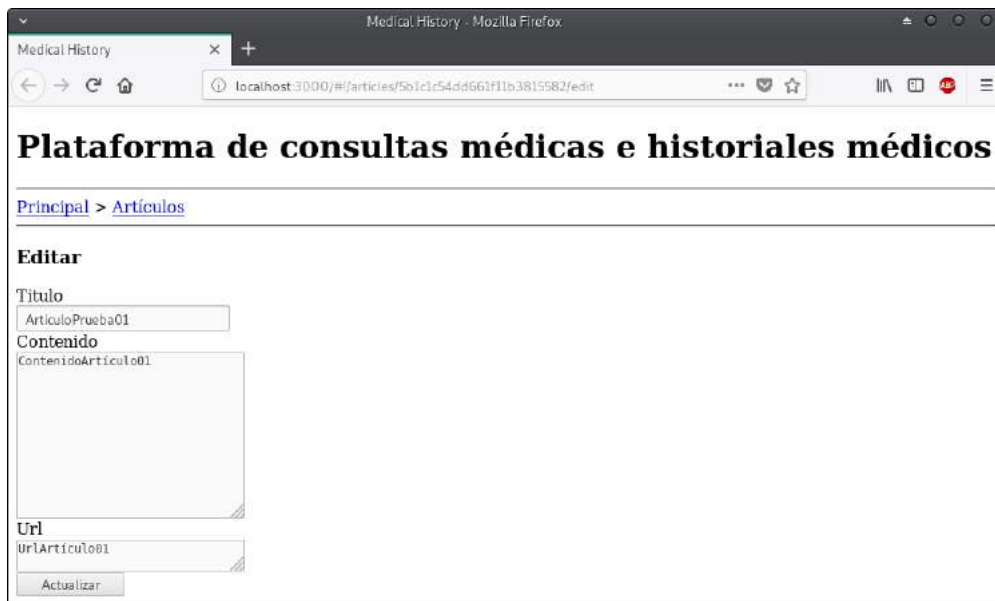 Medical History - Mozilla Firefox
Medical History
localhost:3000/#!/articles/5b1c1c54dd661f11b3815582/edit
ABP
Plataforma de consultas médicas e historiales médicos
Principal > Artículos
Editar
Titulo
ArticuloPrueba01
Contenido
ContenidoArtículo01
Url
UrlArtículo01
Actualizar